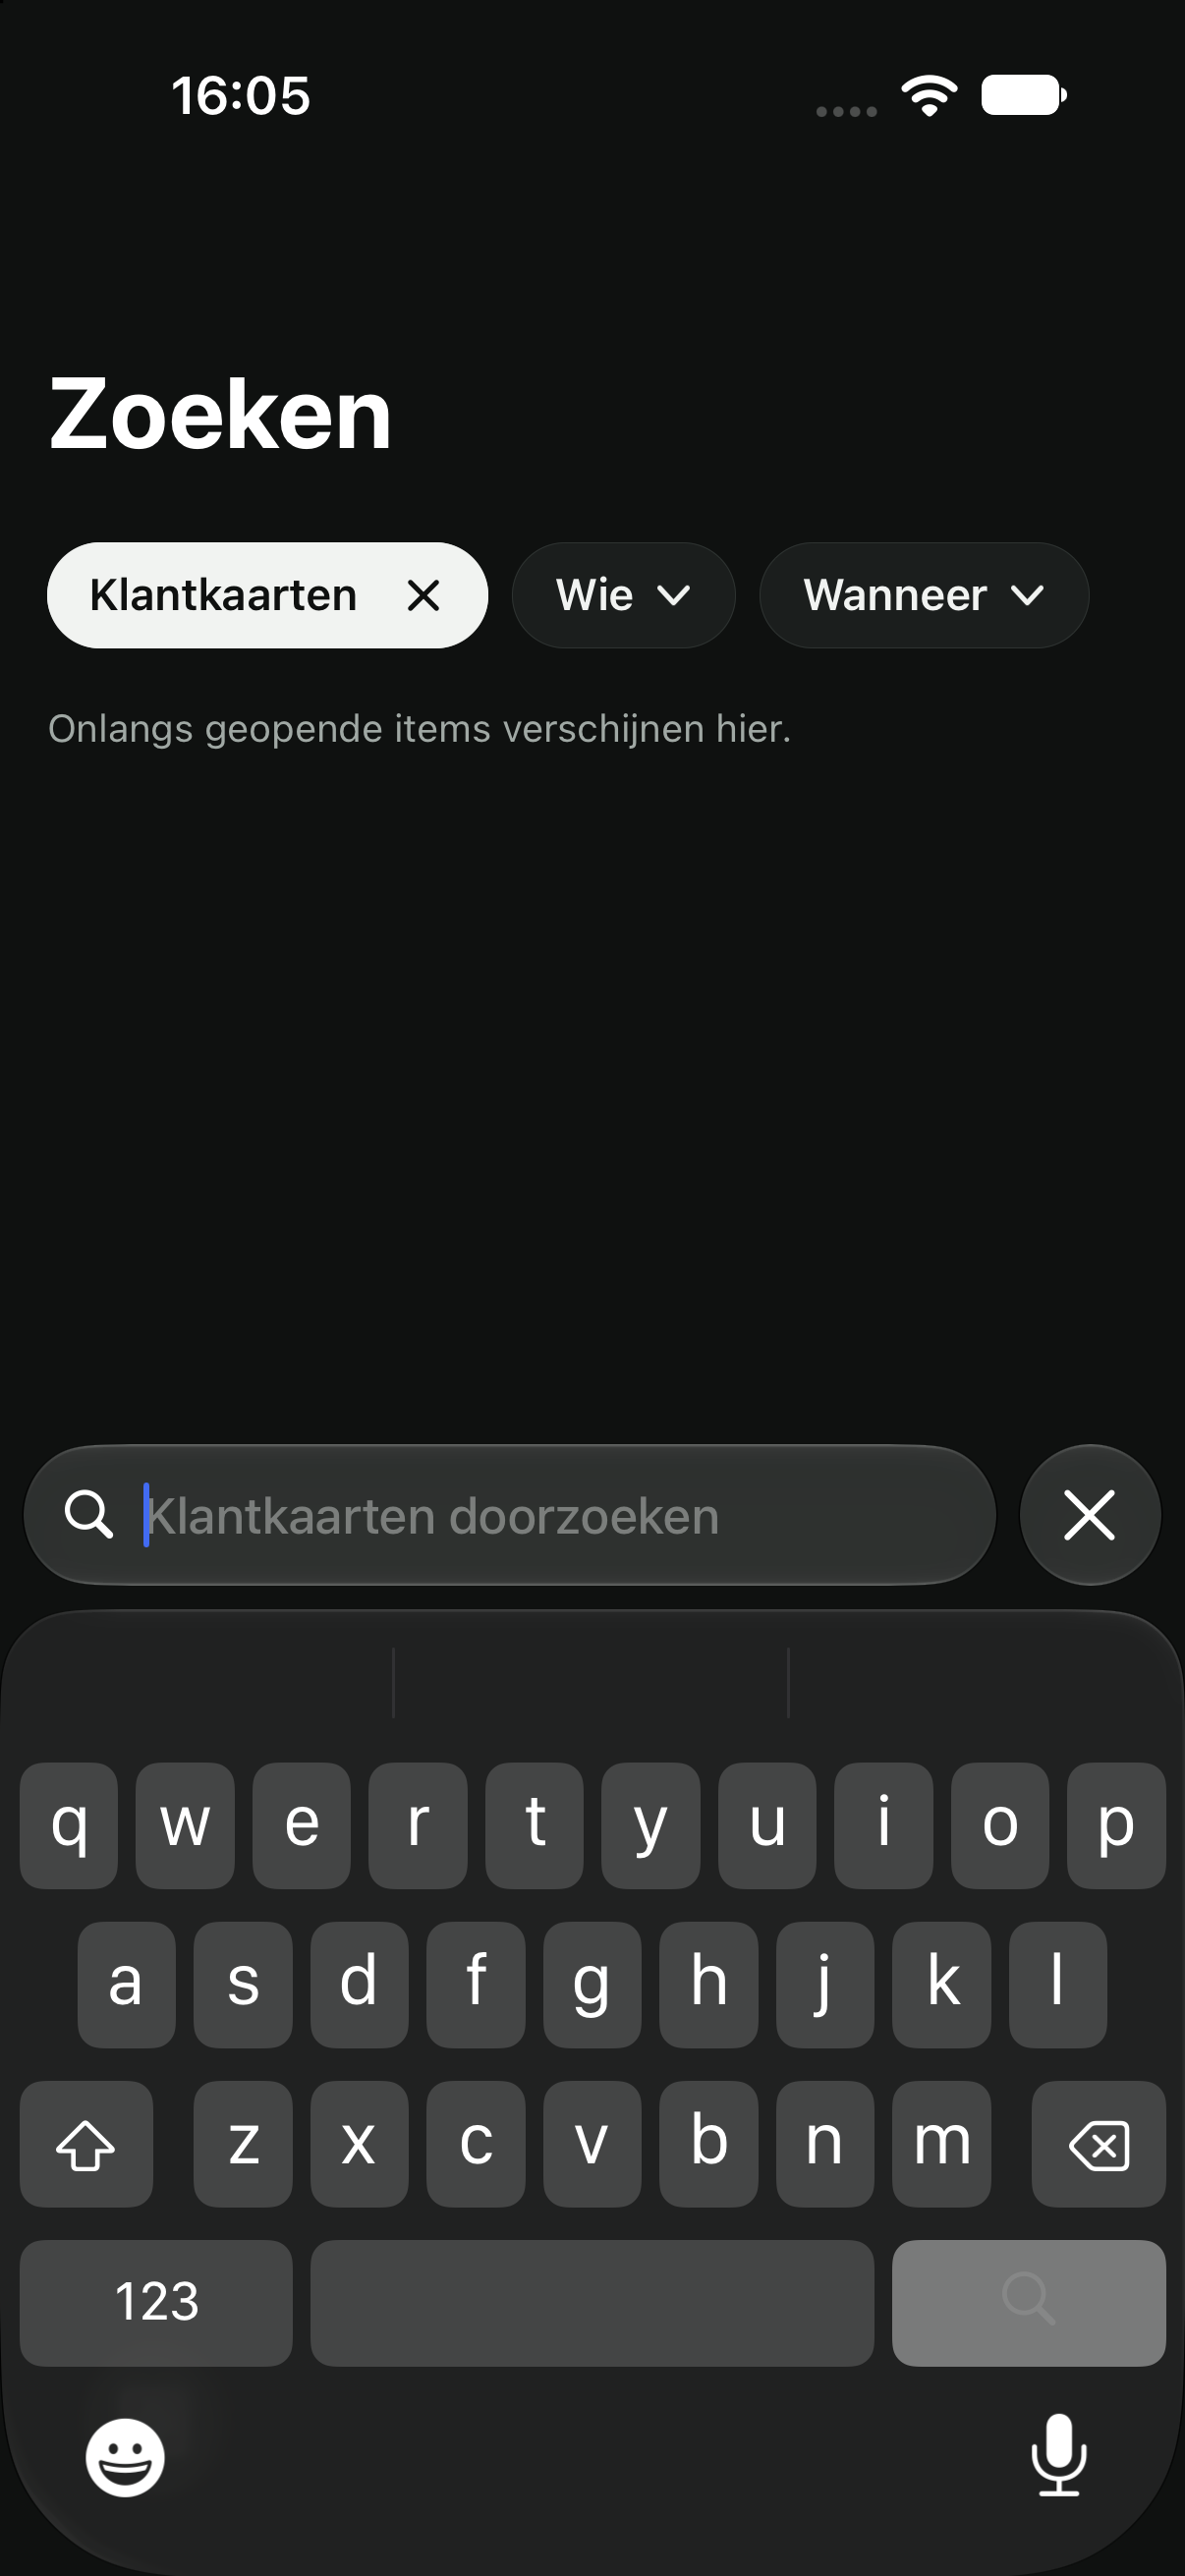 16:05
Zoeken
Klantkaarten
Wie
Wanneer
Onlangs geopende items verschijnen hier.
Klantkaarten doorzoeken
q w e r t y u i o p
a s d f g h j k l
z x c v b n m
123